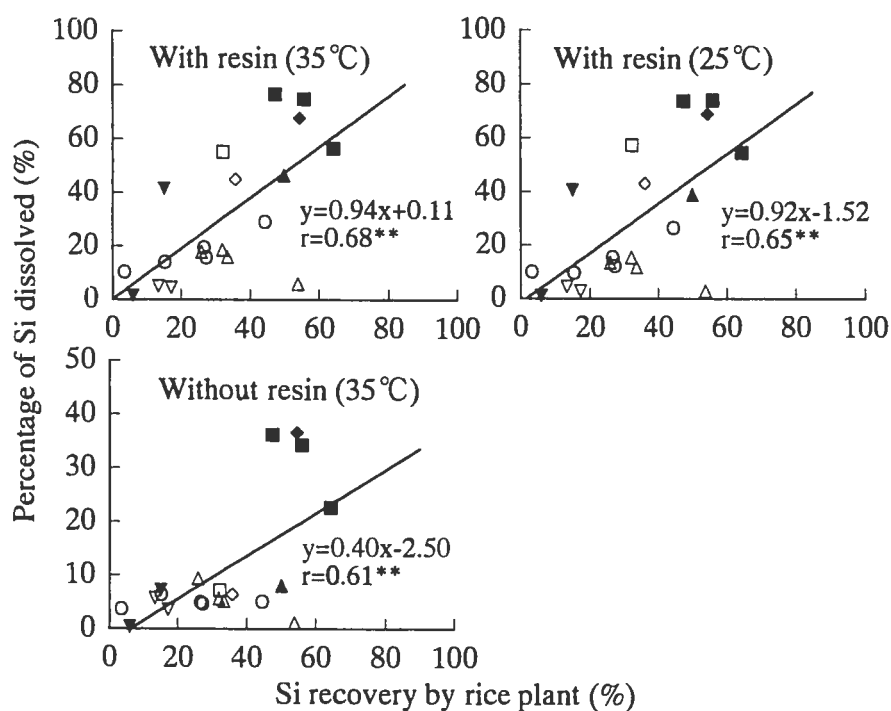 Percentage of Si dissolved (%)
100
80
60
40
20
0
With resin (35℃)
y=0.94x+0.11
r=0.68**
0 20 40 60 80 100
100
80
60
40
20
0
With resin (25℃)
y=0.92x-1.52
r=0.65**
0 20 40 60 80 100
50
40
30
20
10
0
Without resin (35℃)
y=0.40x-2.50
r=0.61**
0 20 40 60 80 100
Si recovery by rice plant (%)